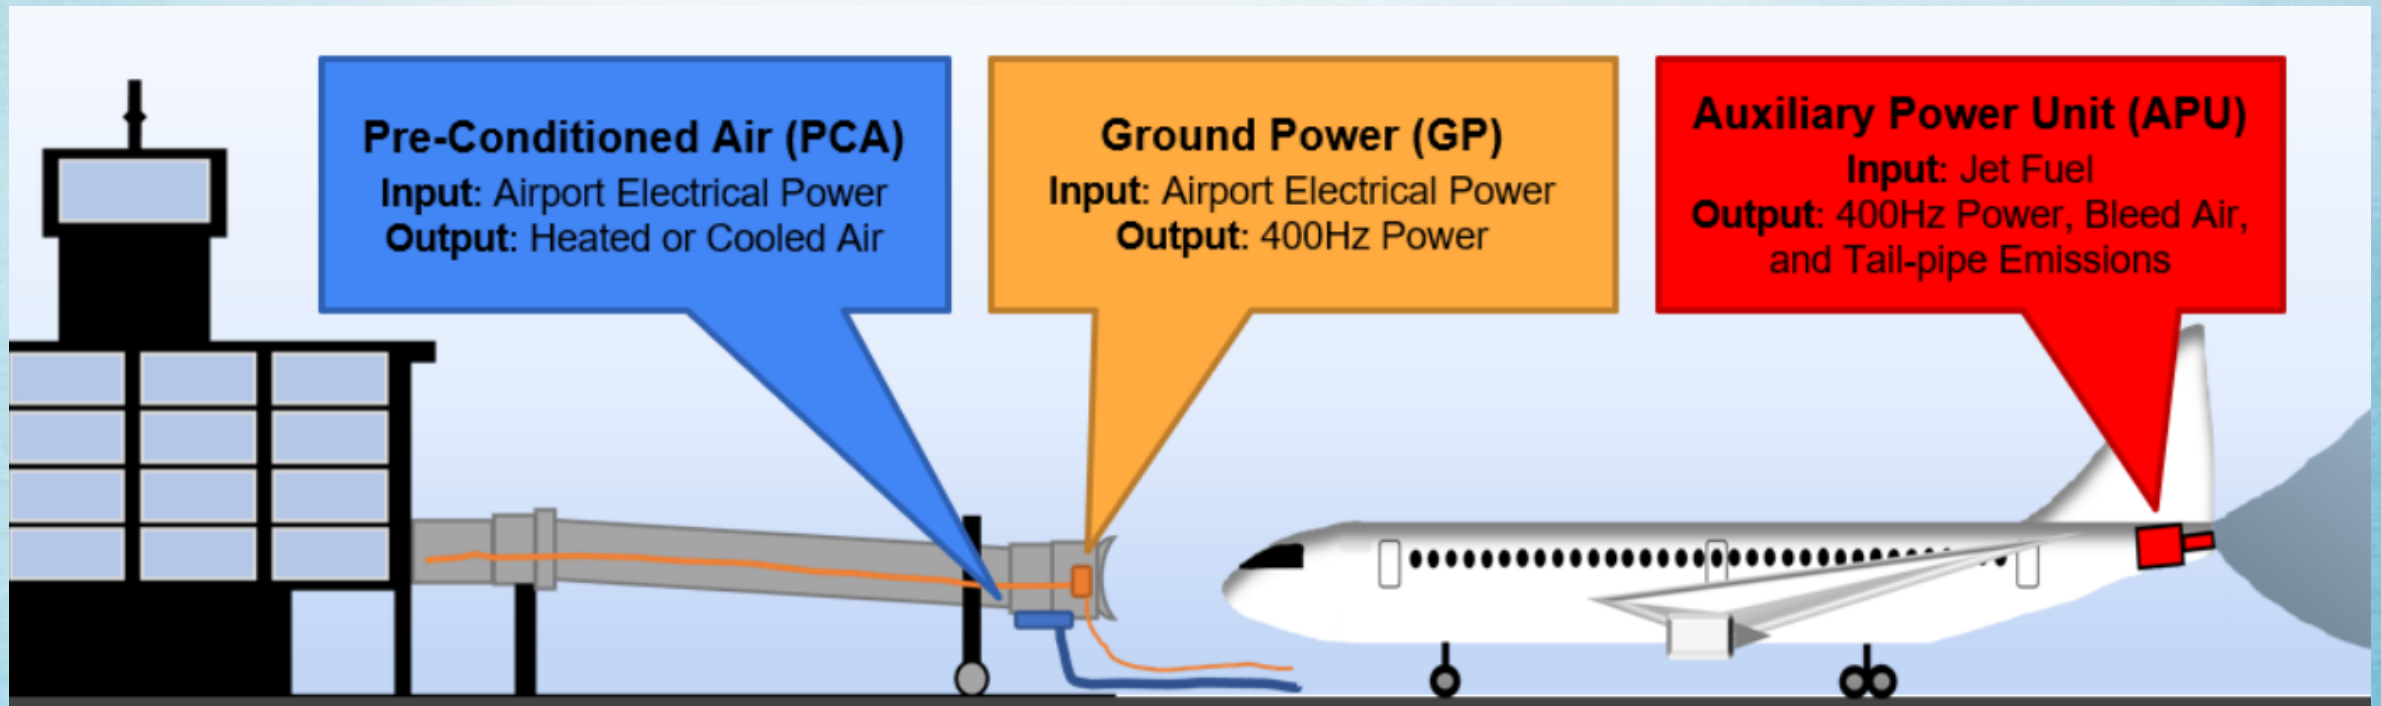 Pre-Conditioned Air (PCA)
Input: Airport Electrical Power
Output: Heated or Cooled Air
Ground Power (GP)
Input: Airport Electrical Power
Output: 400Hz Power
Auxiliary Power Unit (APU)
Input: Jet Fuel
Output: 400Hz Power, Bleed Air,
and Tail-pipe Emissions